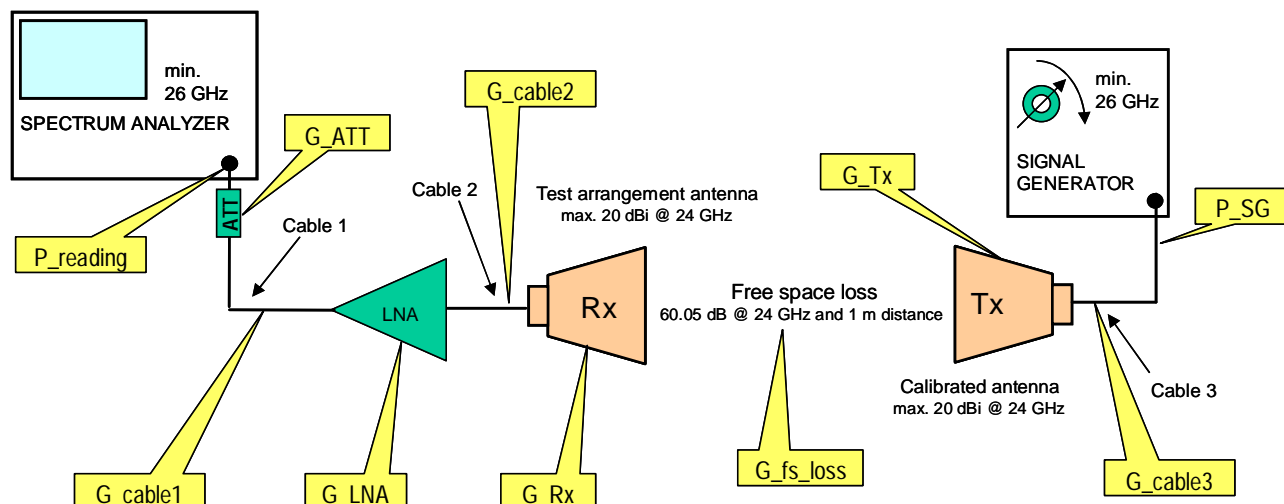 min.
26 GHz
SPECTRUM ANALYZER
G_ATT
ATT
P_reading
Cable 1
Cable 2
G_cable2
Test arrangement antenna
max. 20 dBi @ 24 GHz
LNA
Rx
G_cable1
G_LNA
G_Rx
Free space loss
60.05 dB @ 24 GHz and 1 m distance
G_fs_loss
G_Tx
Tx
Calibrated antenna
max. 20 dBi @ 24 GHz
min.
26 GHz
SIGNAL
GENERATOR
P_SG
Cable 3
G_cable3